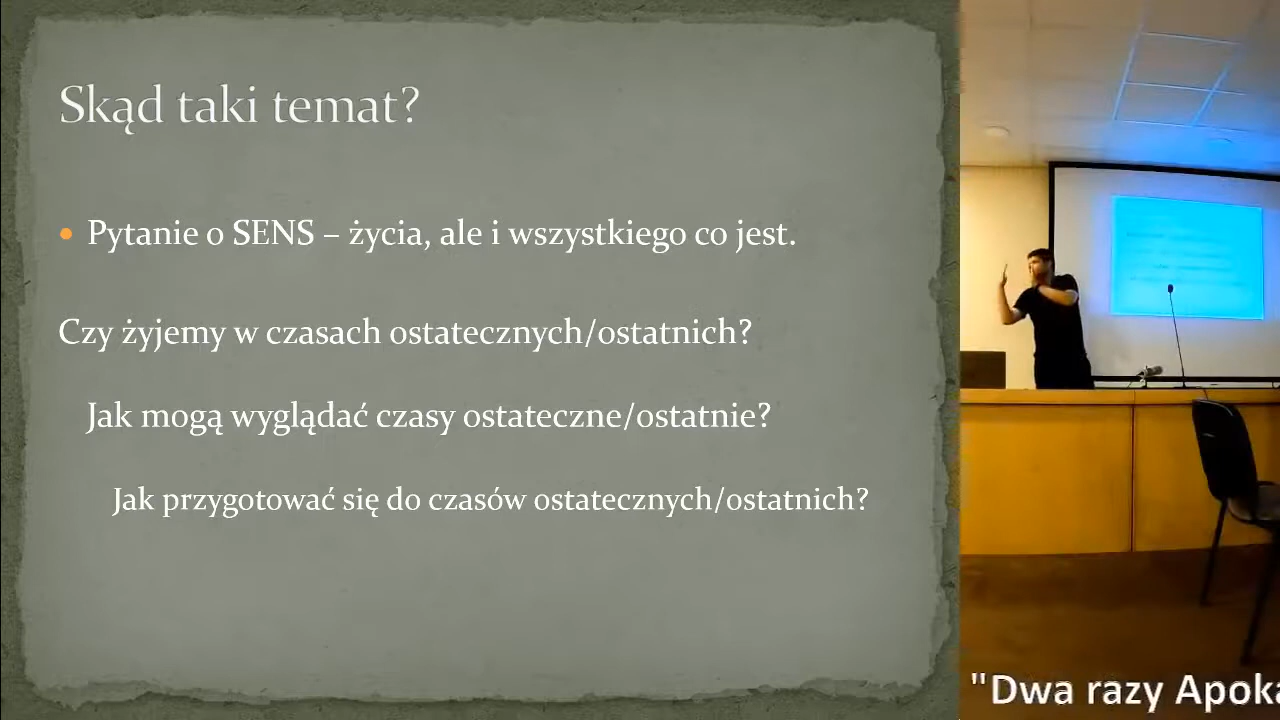 Skąd taki temat?
• Pytanie o SENS – życia, ale i wszystkiego co jest.
Czy żyjemy w czasach ostatecznych/ostatnich?
Jak mogą wyglądać czasy ostateczne/ostatnie?
Jak przygotować się do czasów ostatecznych/ostatnich?
"Dwa razy Apoka